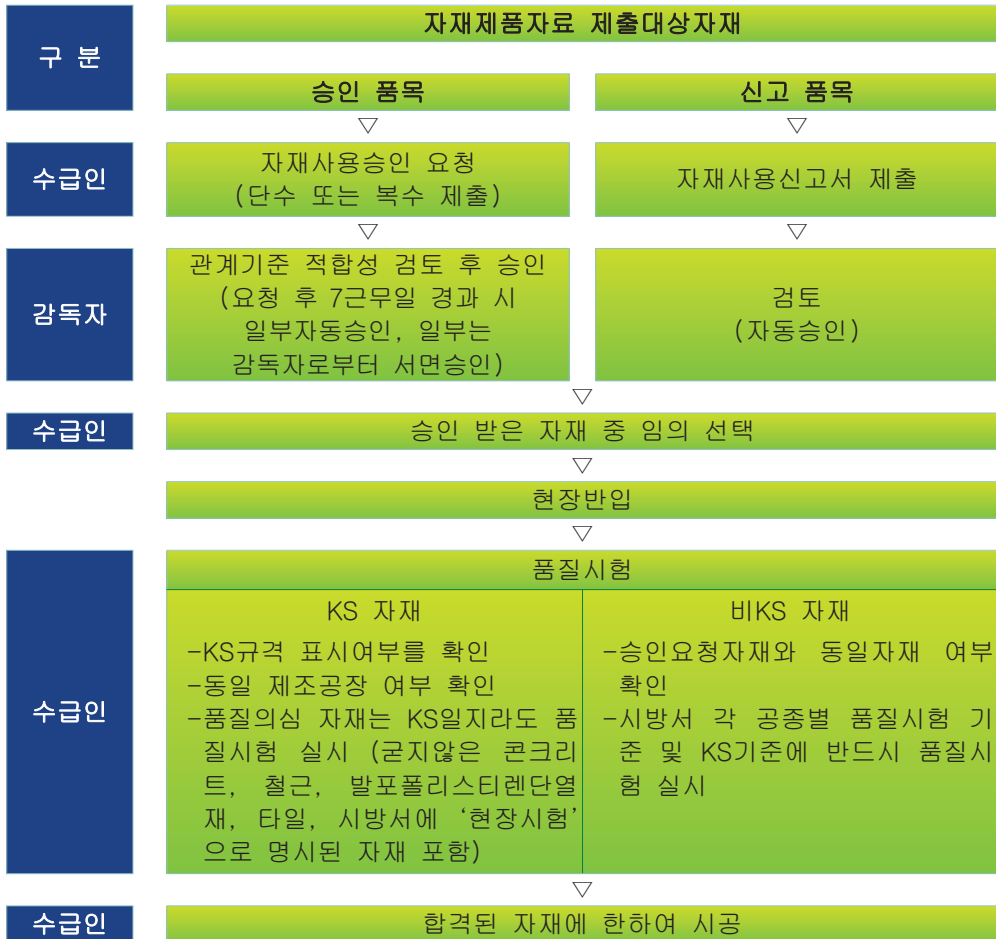 구 분
자재제품자료 제출대상자재
승인 품목
신고 품목
수급인
자재사용승인 요청
(단수 또는 복수 제출)
자재사용신고서 제출
감독자
관계기준 적합성 검토 후 승인
(요청 후 7근무일 경과 시
일부자동승인, 일부는
감독자로부터 서면승인)
검토
(자동승인)
수급인
승인 받은 자재 중 임의 선택
현장반입
수급인
품질시험
KS 자재
-KS규격 표시여부를 확인
-동일 제조공장 여부 확인
-품질의심 자재는 KS일지라도 품
질시험 실시 (굳지않은 콘크리
트, 철근, 발포폴리스티렌단열
재, 타일, 시방서에 ‘현장시험’
으로 명시된 자재 포함)
비KS 자재
-승인요청자재와 동일자재 여부
확인
-시방서 각 공종별 품질시험 기
준 및 KS기준에 반드시 품질시
험 실시
수급인
합격된 자재에 한하여 시공